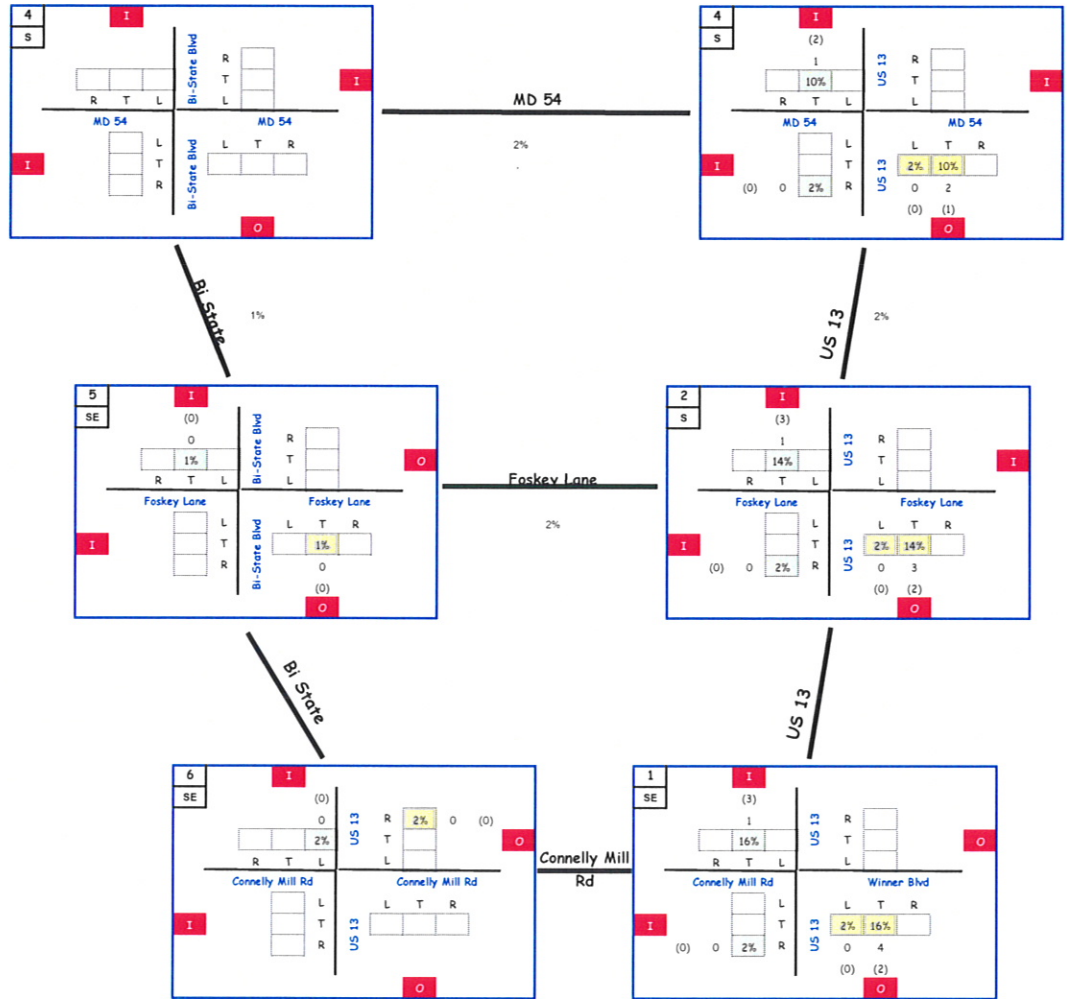 4
S
I
Bi-State Blvd
R
T
L
I
R T L
MD 54
MD 54
L
T
R
I
Bi-State Blvd
L T R
O
MD 54
2%
4
S
I
(2)
1
10%
R T L
US 13
R
T
L
I
MD 54
MD 54
L
T
R
I
(0) 0 2%
US 13
L T R
2% 10%
0 2
(0) (1)
O
Bi State
1%
US 13
2%
5
SE
I
(0)
0
1%
R T L
Bi-State Blvd
R
T
L
O
Foskey Lane
Foskey Lane
L
T
R
I
Bi-State Blvd
L T R
1%
0
(0)
O
Foskey Lane
2%
2
S
I
(3)
1
14%
R T L
US 13
R
T
L
I
Foskey Lane
Foskey Lane
L
T
R
I
(0) 0 2%
US 13
L T R
2% 14%
0 3
(0) (2)
O
Bi State
US 13
6
SE
I
(0)
0
2%
R T L
US 13
R 2% 0 (0)
T
L
O
Connelly Mill Rd
Connelly Mill Rd
L
T
R
I
US 13
L T R
O
Connelly Mill
Rd
1
SE
I
(3)
1
16%
R T L
US 13
R
T
L
O
Connelly Mill Rd
Winner Blvd
L
T
R
I
(0) 0 2%
US 13
L T R
2% 16%
0 4
(0) (2)
O